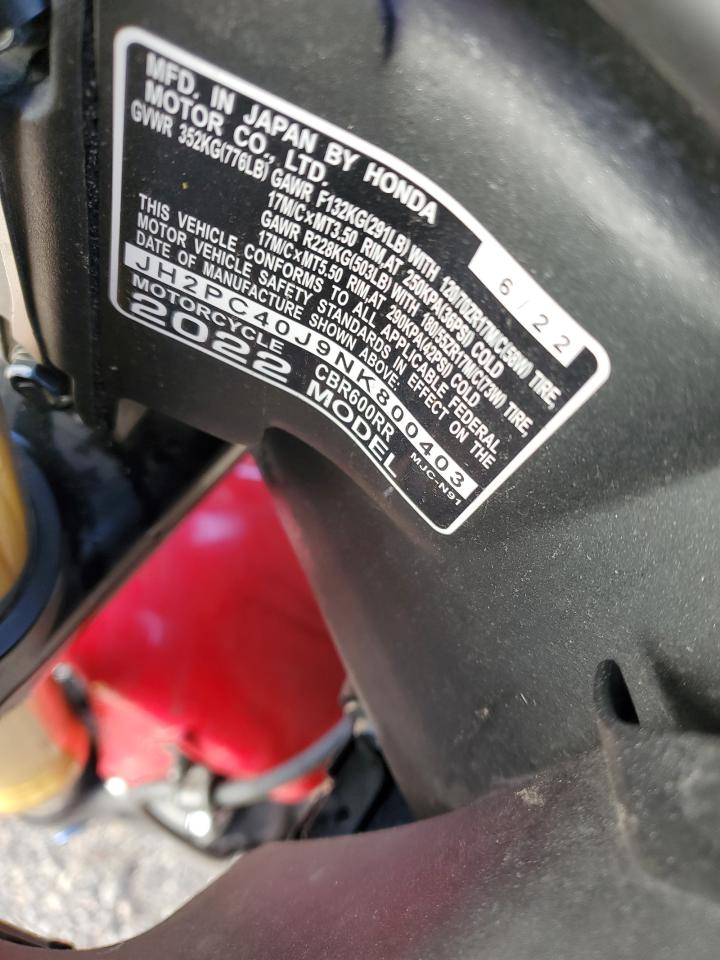 MFD. IN JAPAN BY HONDA
MOTOR CO., LTD.
6/22
GVWR 352KG(776LB) GAWR F132KG(291LB) WITH 120/70ZR17M/C(58W) TIRE,
17M/C×MT3.50 RIM, AT 250KPA(36PSI) COLD
GAWR R228KG(503LB) WITH 180/55ZR17M/C(73W) TIRE,
17M/C×MT5.50 RIM, AT 290KPA(42PSI) COLD
THIS VEHICLE CONFORMS TO ALL APPLICABLE FEDERAL
MOTOR VEHICLE SAFETY STANDARDS IN EFFECT ON THE
DATE OF MANUFACTURE SHOWN ABOVE.
JH2PC40J9NK800403
MOTORCYCLE CBR600RR MJC-N91
2022 MODEL